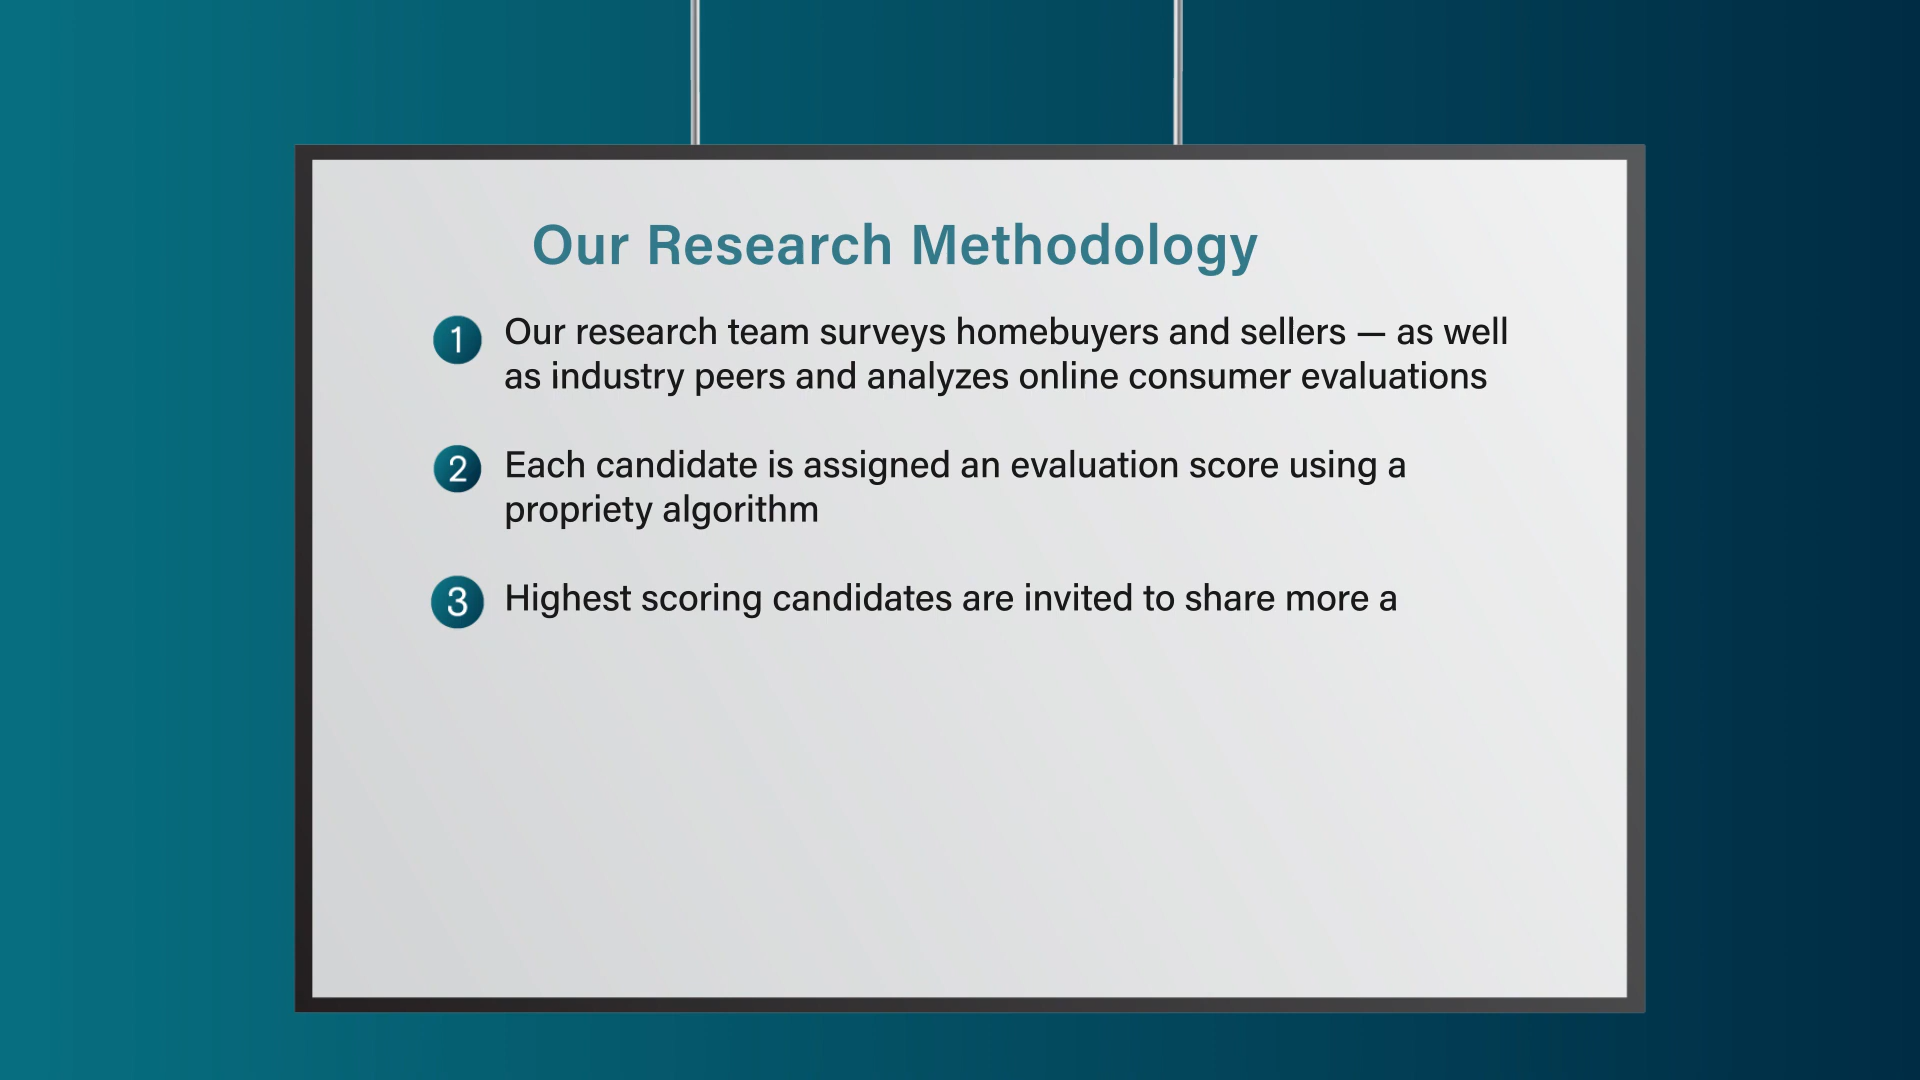 Our Research Methodology
1 Our research team surveys homebuyers and sellers — as well
as industry peers and analyzes online consumer evaluations
2 Each candidate is assigned an evaluation score using a
propriety algorithm
3 Highest scoring candidates are invited to share more a